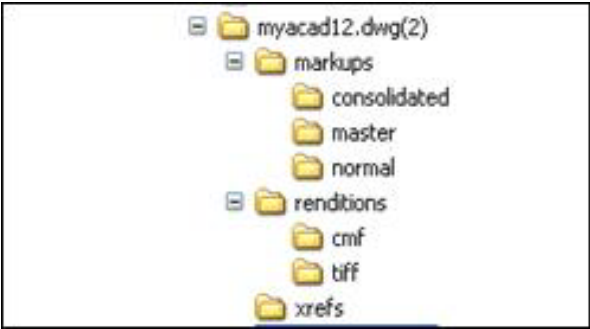 myacad12.dwg(2)
markups
consolidated
master
normal
renditions
cmf
tiff
xrefs